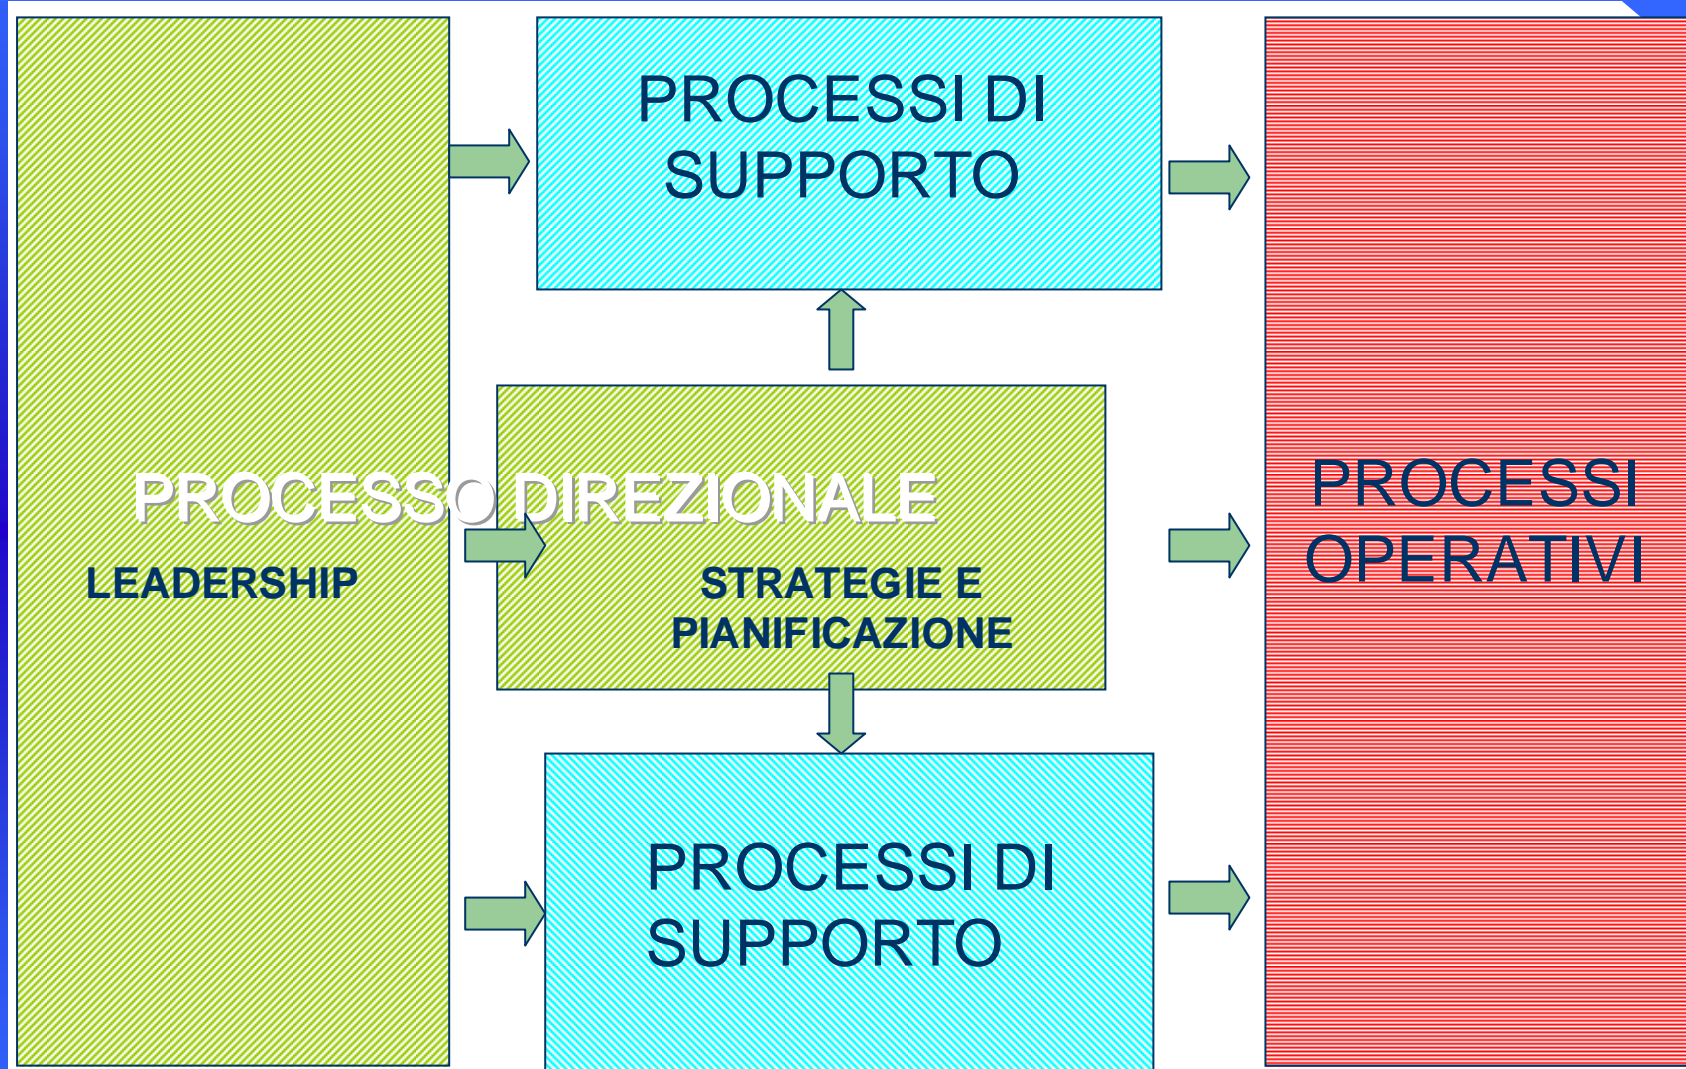 PROCESSI DI
SUPPORTO
PROCESSO DIREZIONALE
LEADERSHIP
STRATEGIE E
PIANIFICAZIONE
PROCESSI DI
SUPPORTO
PROCESSI
OPERATIVI